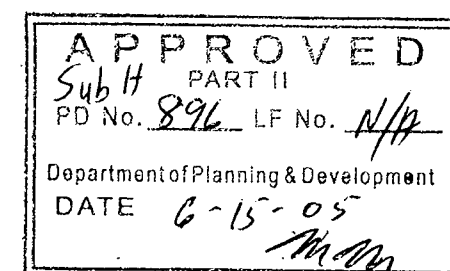 APPROVED
Sub H PART II
PD No. 896 LF No. N/A
Department of Planning & Development
DATE 6-15-05